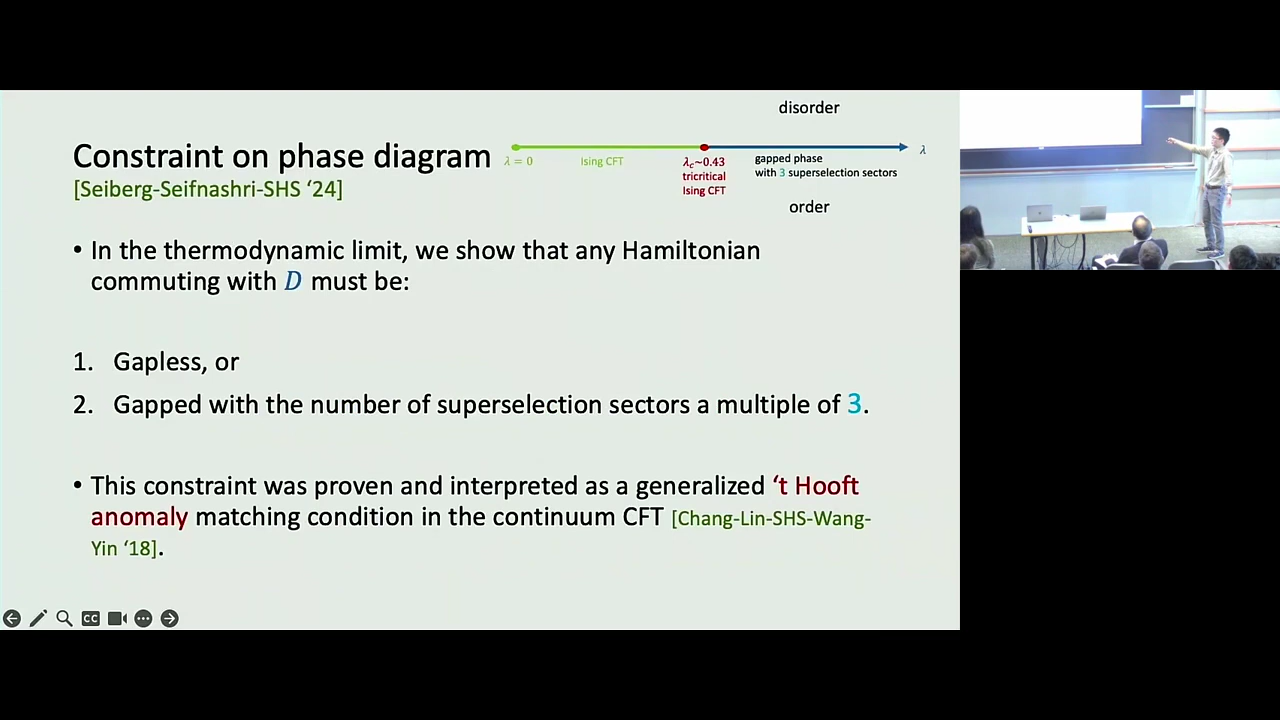 disorder
Constraint on phase diagram
[Seiberg-Seifnashri-SHS ‘24]
λ = 0
Ising CFT
λc~0.43
tricritical
Ising CFT
gapped phase
with 3 superselection sectors
λ
order
• In the thermodynamic limit, we show that any Hamiltonian
commuting with D must be:
1. Gapless, or
2. Gapped with the number of superselection sectors a multiple of 3.
• This constraint was proven and interpreted as a generalized ‘t Hooft
anomaly matching condition in the continuum CFT [Chang-Lin-SHS-Wang-
Yin ‘18].
CC